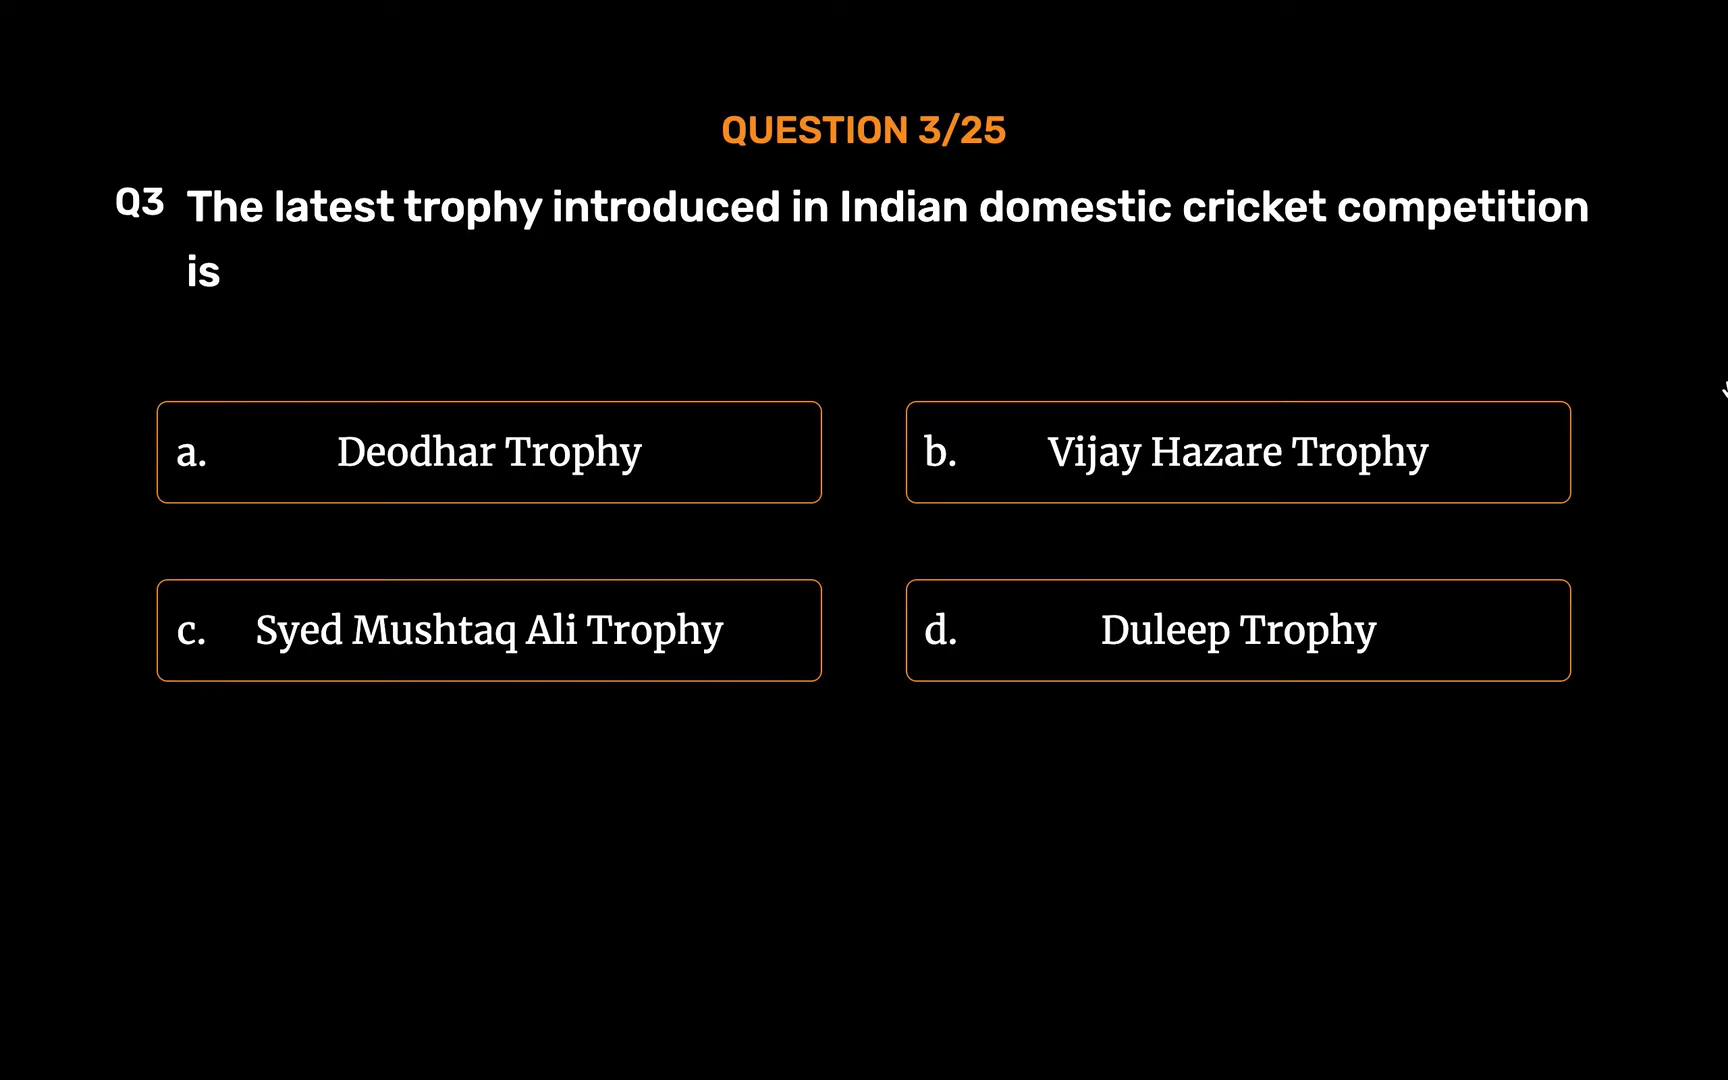 QUESTION 3/25
Q3 The latest trophy introduced in Indian domestic cricket competition
is
a. Deodhar Trophy
b. Vijay Hazare Trophy
c. Syed Mushtaq Ali Trophy
d. Duleep Trophy